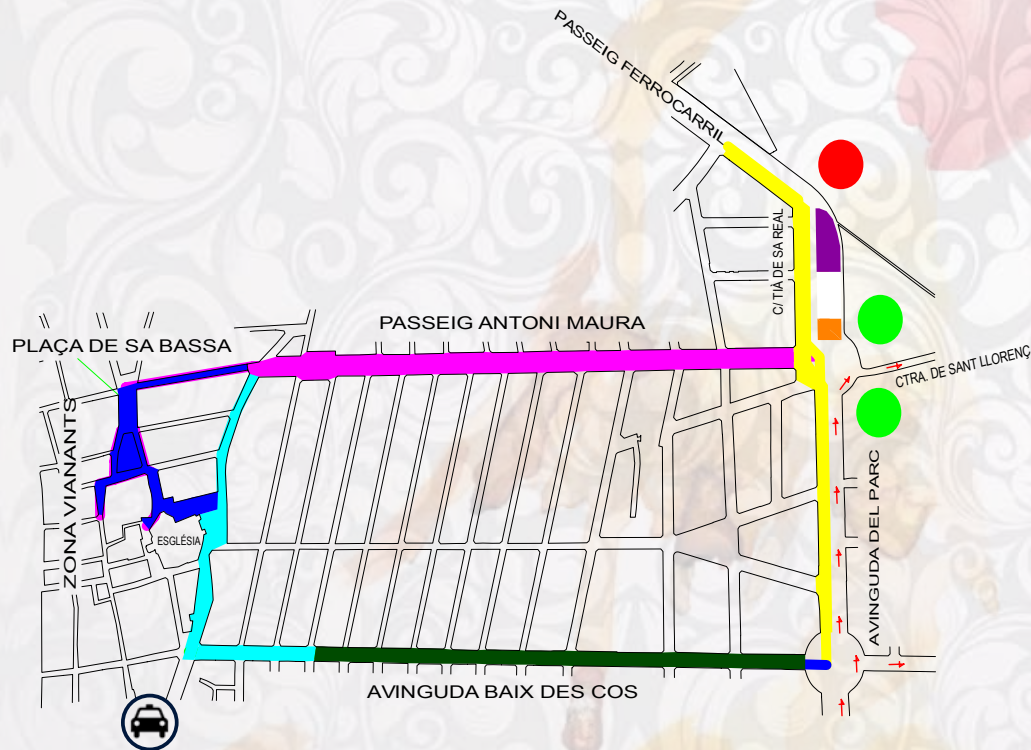 PASSEIG FERROCARRIL
C/ TIÀ DE SA REAL
PASSEIG ANTONI MAURA
PLAÇA DE SA BASSA
CTRA. DE SANT LLORENÇ
ZONA VIANANTS
ESGLÉSIA
AVINGUDA DEL PARC
AVINGUDA BAIX DES COS